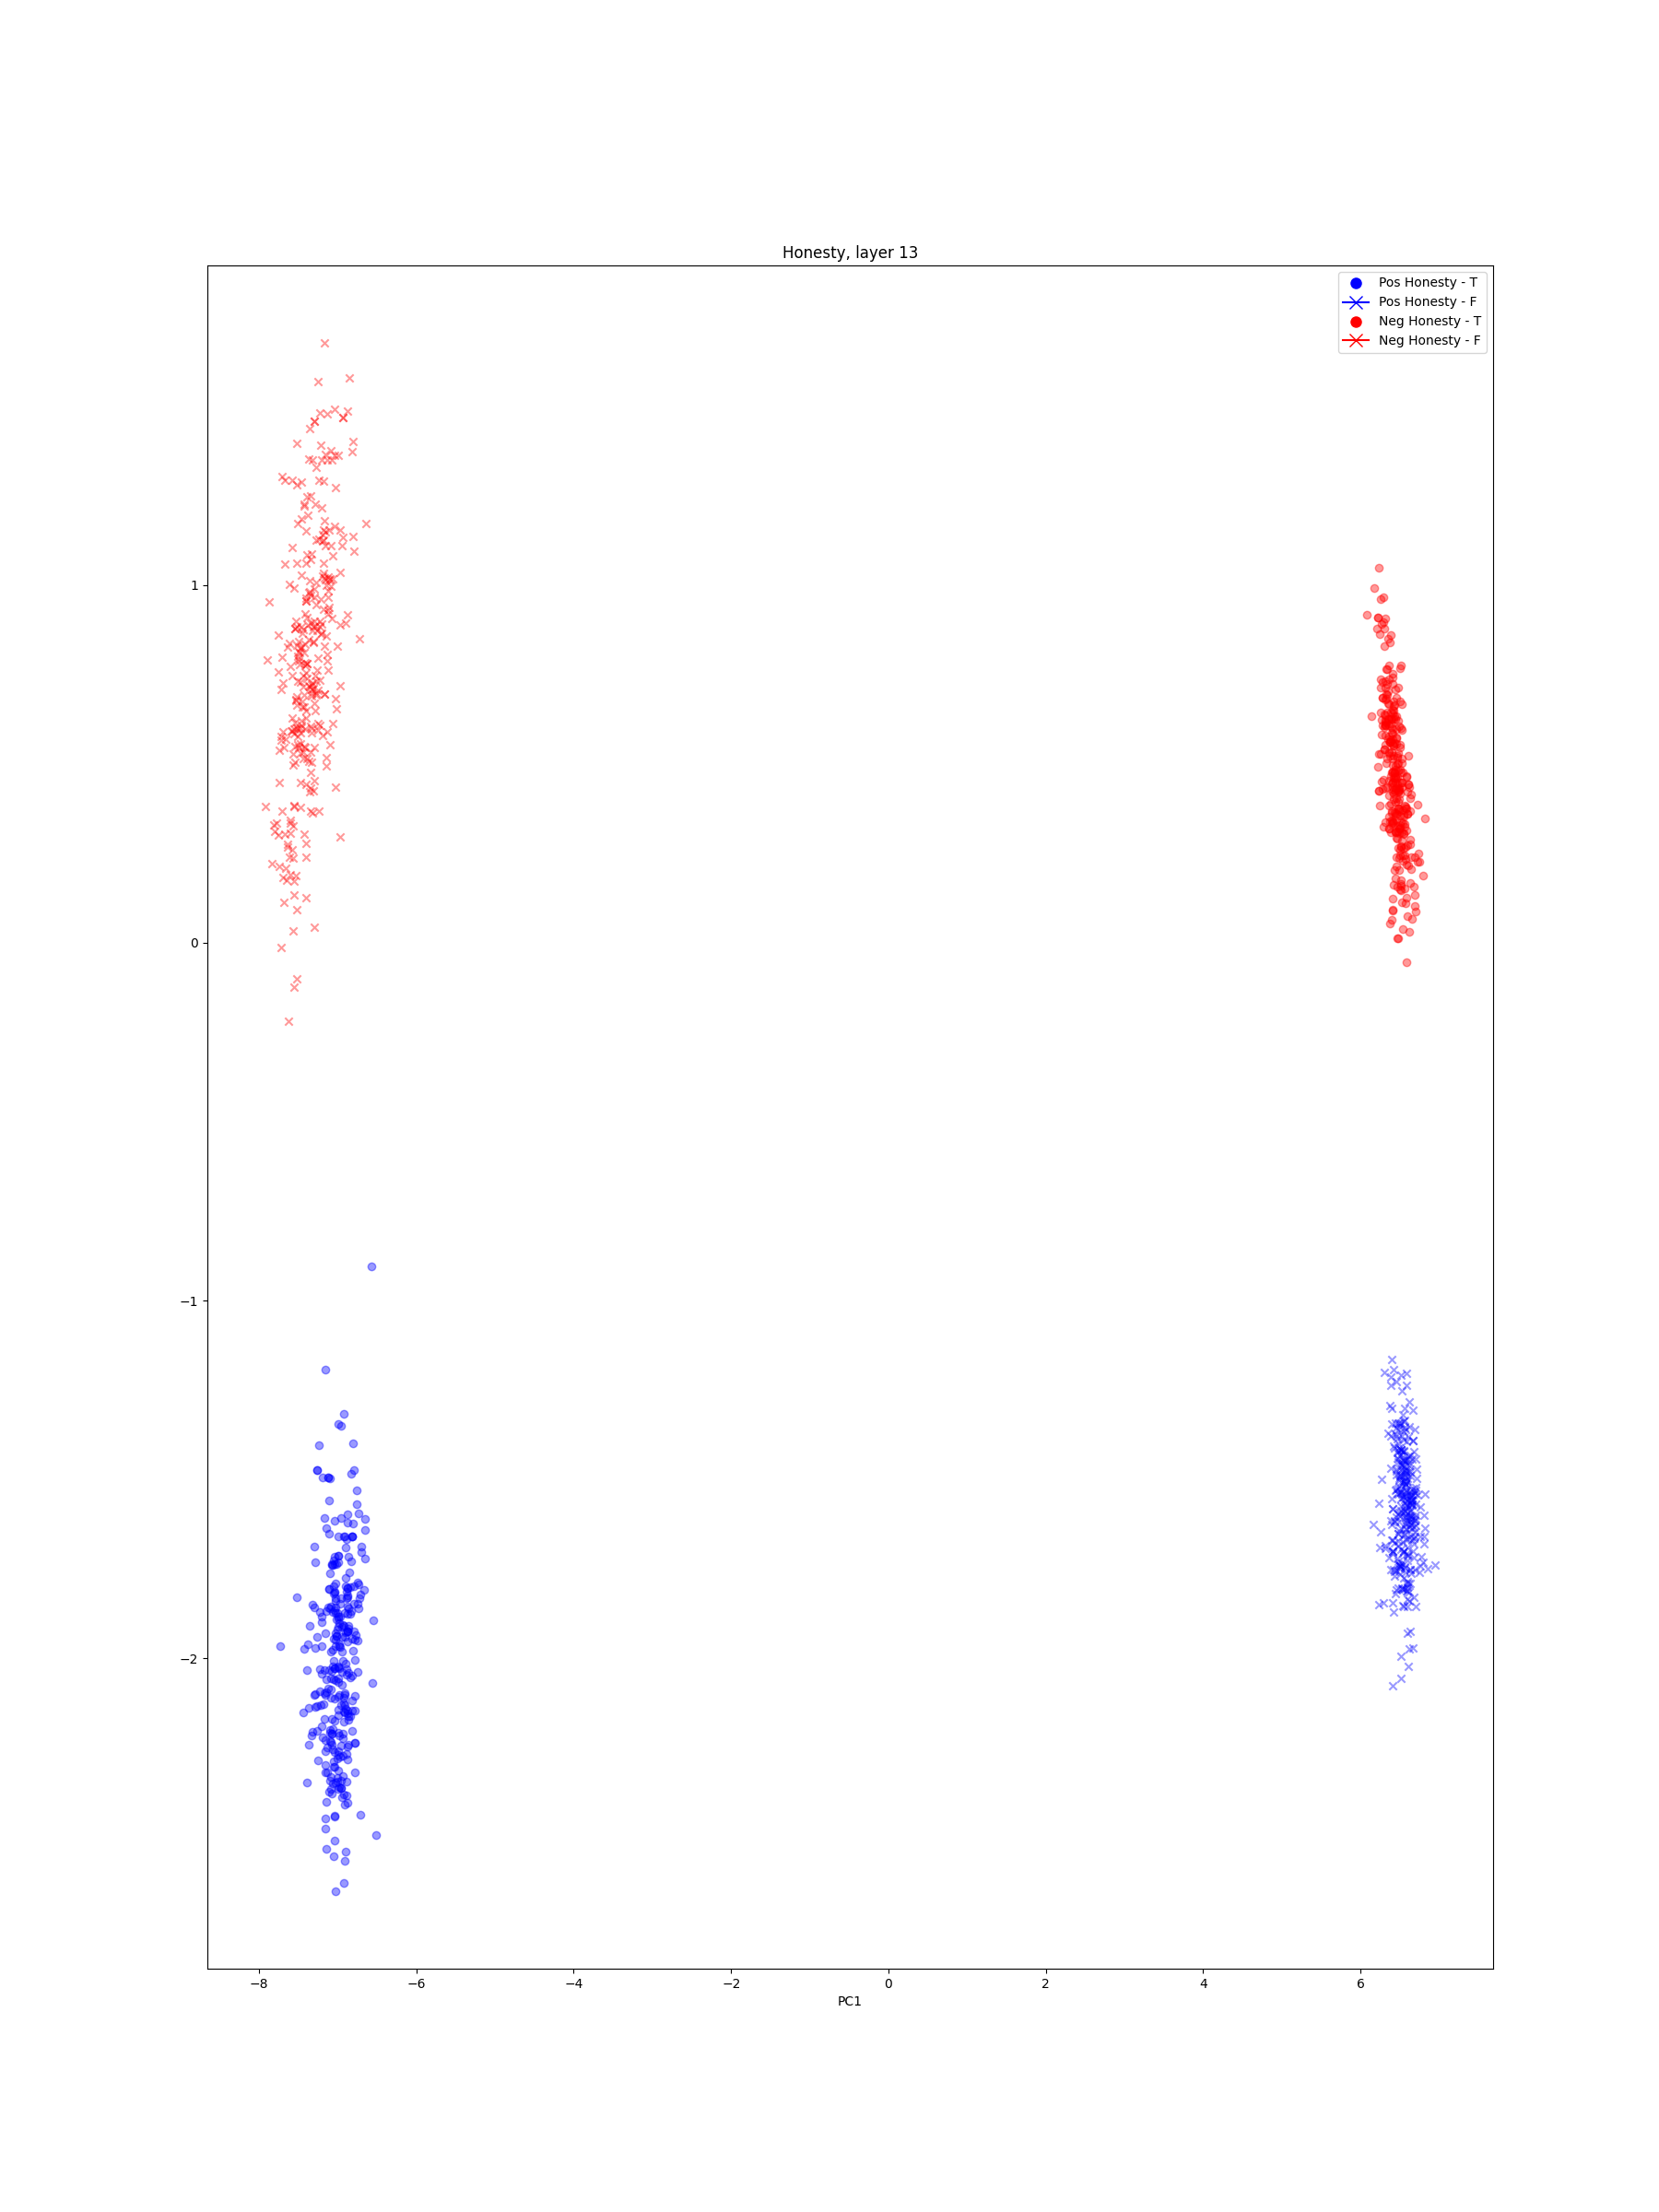 Honesty, layer 13
Pos Honesty - T
Pos Honesty - F
Neg Honesty - T
Neg Honesty - F
1
0
−1
−2
−8
−6
−4
−2
0
2
4
6
PC1